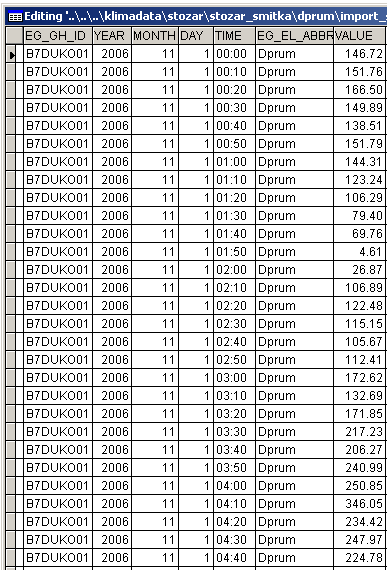 Editing '..\..\..\klimadata\stozar\stozar_smitka\dprum\import_
EG_GH_ID YEAR MONTH DAY TIME EG_EL_ABBR VALUE
B7DUKO01 2006 11 1 00:00 Dprum 146.72
B7DUKO01 2006 11 1 00:10 Dprum 151.76
B7DUKO01 2006 11 1 00:20 Dprum 166.50
B7DUKO01 2006 11 1 00:30 Dprum 149.89
B7DUKO01 2006 11 1 00:40 Dprum 138.51
B7DUKO01 2006 11 1 00:50 Dprum 151.79
B7DUKO01 2006 11 1 01:00 Dprum 144.31
B7DUKO01 2006 11 1 01:10 Dprum 123.24
B7DUKO01 2006 11 1 01:20 Dprum 106.29
B7DUKO01 2006 11 1 01:30 Dprum 79.40
B7DUKO01 2006 11 1 01:40 Dprum 69.76
B7DUKO01 2006 11 1 01:50 Dprum 4.61
B7DUKO01 2006 11 1 02:00 Dprum 26.87
B7DUKO01 2006 11 1 02:10 Dprum 106.89
B7DUKO01 2006 11 1 02:20 Dprum 122.48
B7DUKO01 2006 11 1 02:30 Dprum 115.15
B7DUKO01 2006 11 1 02:40 Dprum 105.67
B7DUKO01 2006 11 1 02:50 Dprum 112.41
B7DUKO01 2006 11 1 03:00 Dprum 172.62
B7DUKO01 2006 11 1 03:10 Dprum 132.69
B7DUKO01 2006 11 1 03:20 Dprum 171.85
B7DUKO01 2006 11 1 03:30 Dprum 217.23
B7DUKO01 2006 11 1 03:40 Dprum 206.27
B7DUKO01 2006 11 1 03:50 Dprum 240.99
B7DUKO01 2006 11 1 04:00 Dprum 250.85
B7DUKO01 2006 11 1 04:10 Dprum 346.05
B7DUKO01 2006 11 1 04:20 Dprum 234.42
B7DUKO01 2006 11 1 04:30 Dprum 247.97
B7DUKO01 2006 11 1 04:40 Dprum 224.78